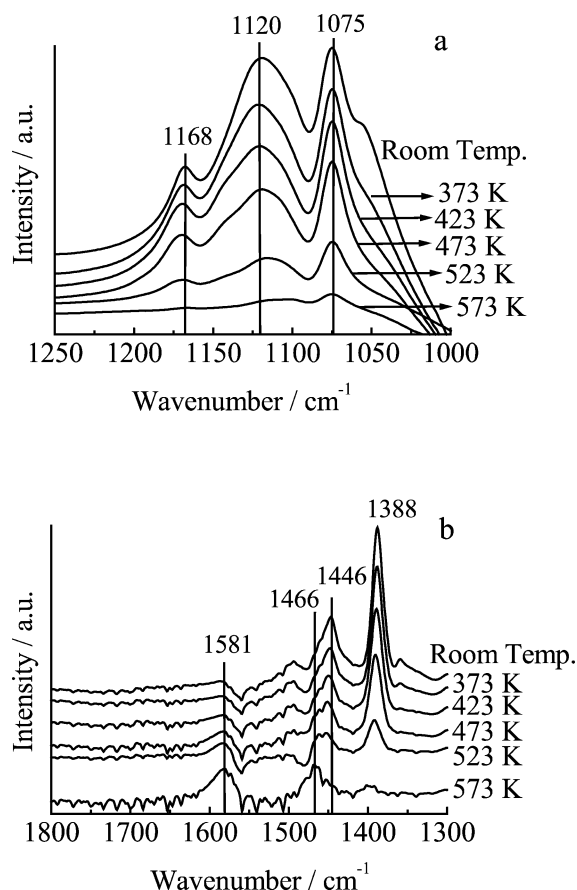 1120 1075
a
1168
Room Temp.
373 K
423 K
473 K
523 K
573 K
Intensity / a.u.
1250 1200 1150 1100 1050 1000
Wavenumber / cm⁻¹
b
1388
1446
1466
1581
Room Temp.
373 K
423 K
473 K
523 K
573 K
Intensity / a.u.
1800 1700 1600 1500 1400 1300
Wavenumber / cm⁻¹